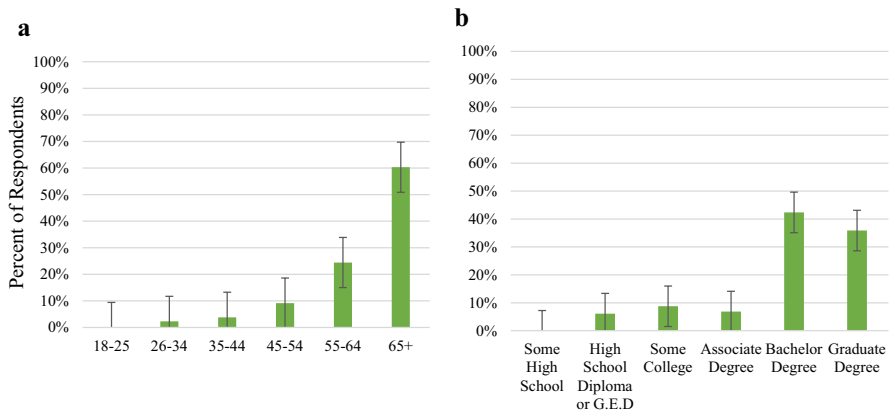 a
Percent of Respondents
100%
90%
80%
70%
60%
50%
40%
30%
20%
10%
0%
18-25 26-34 35-44 45-54 55-64 65+
b
100%
90%
80%
70%
60%
50%
40%
30%
20%
10%
0%
Some
High
School
High
School
Diploma
or G.E.D
Some
College
Associate
Degree
Bachelor
Degree
Graduate
Degree